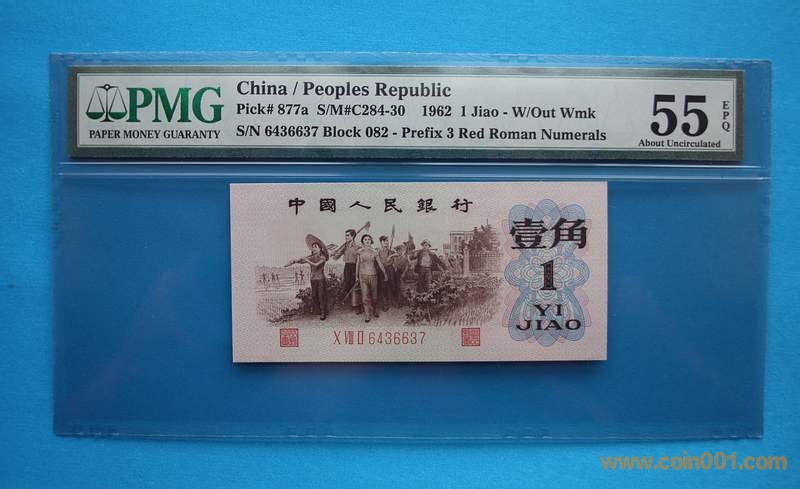 PMG
PAPER MONEY GUARANTY
China / Peoples Republic
Pick# 877a S/M#C284-30 1962 1 Jiao - W/Out Wmk
S/N 6436637 Block 082 - Prefix 3 Red Roman Numerals
55 EPQ
About Uncirculated
中國人民銀行
壹角
1
YI
JIAO
X VIII II 6436637
www.coin001.com